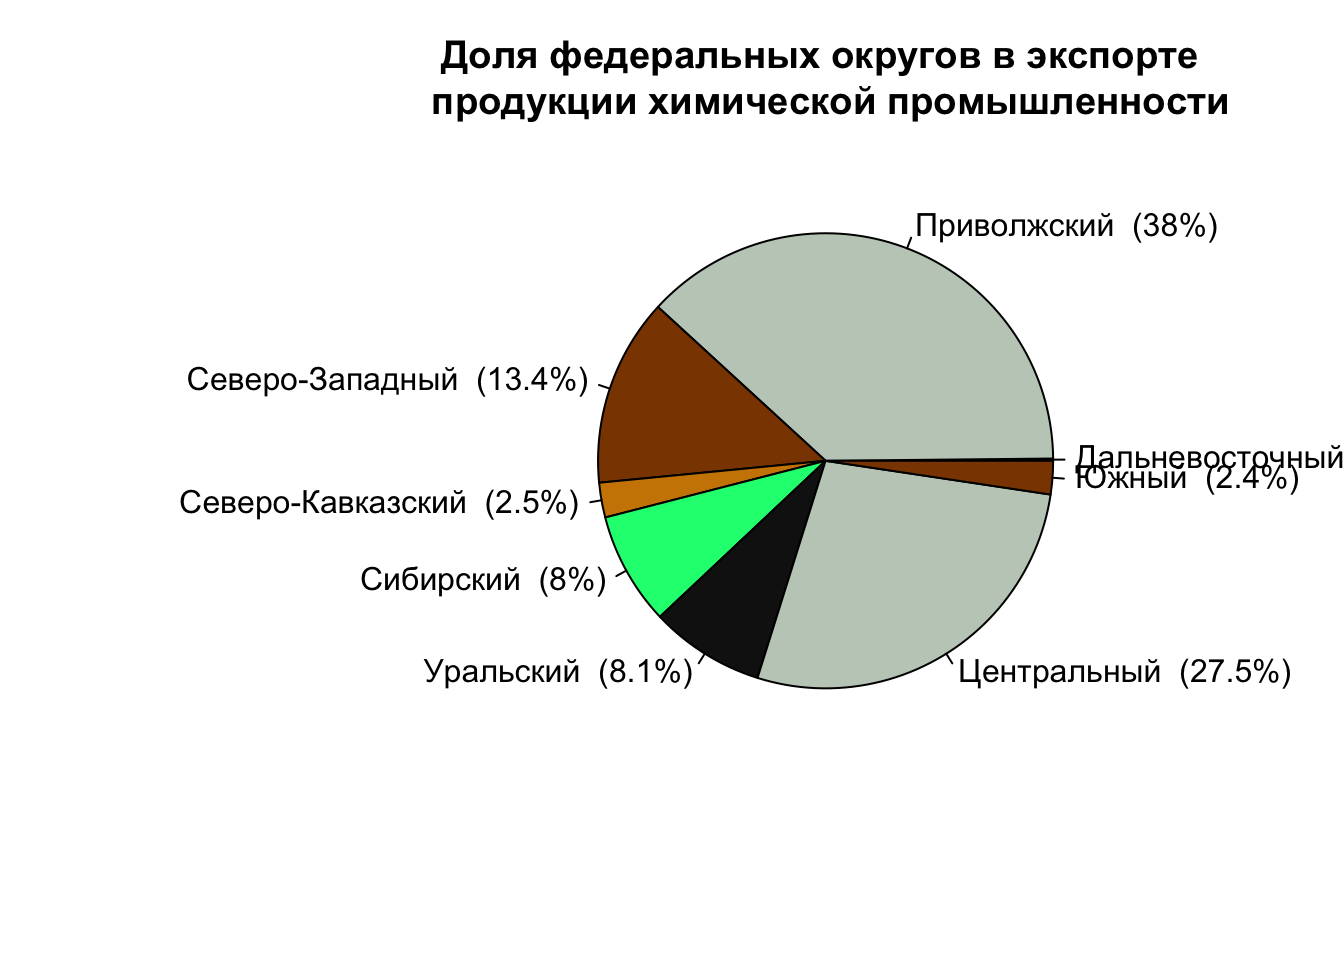 Доля федеральных округов в экспорте
продукции химической промышленности
Приволжский (38%)
Северо-Западный (13.4%)
Дальневосточный
Южный (2.4%)
Северо-Кавказский (2.5%)
Сибирский (8%)
Уральский (8.1%)
Центральный (27.5%)